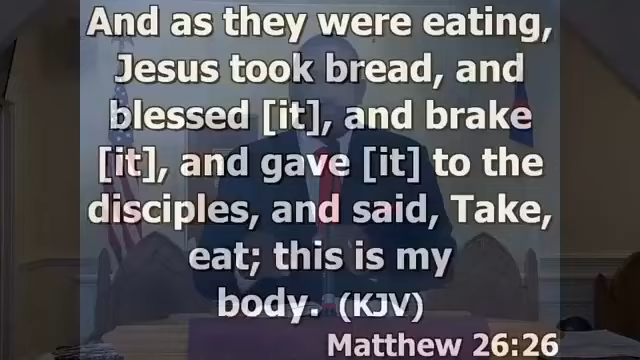 And as they were eating,
Jesus took bread, and
blessed [it], and brake
[it], and gave [it] to the
disciples, and said, Take,
eat; this is my
body. (KJV)
Matthew 26:26